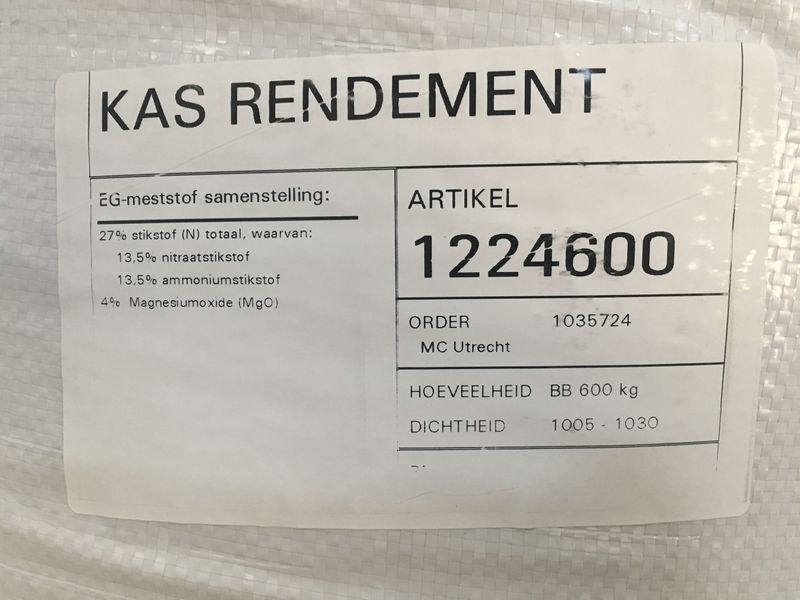 KAS RENDEMENT
EG-meststof samenstelling:
27% stikstof (N) totaal, waarvan:
13,5% nitraatstikstof
13,5% ammoniumstikstof
4% Magnesiumoxide (MgO)
ARTIKEL
1224600
ORDER 1035724
MC Utrecht
HOEVEELHEID BB 600 kg
DICHTHEID 1005 - 1030